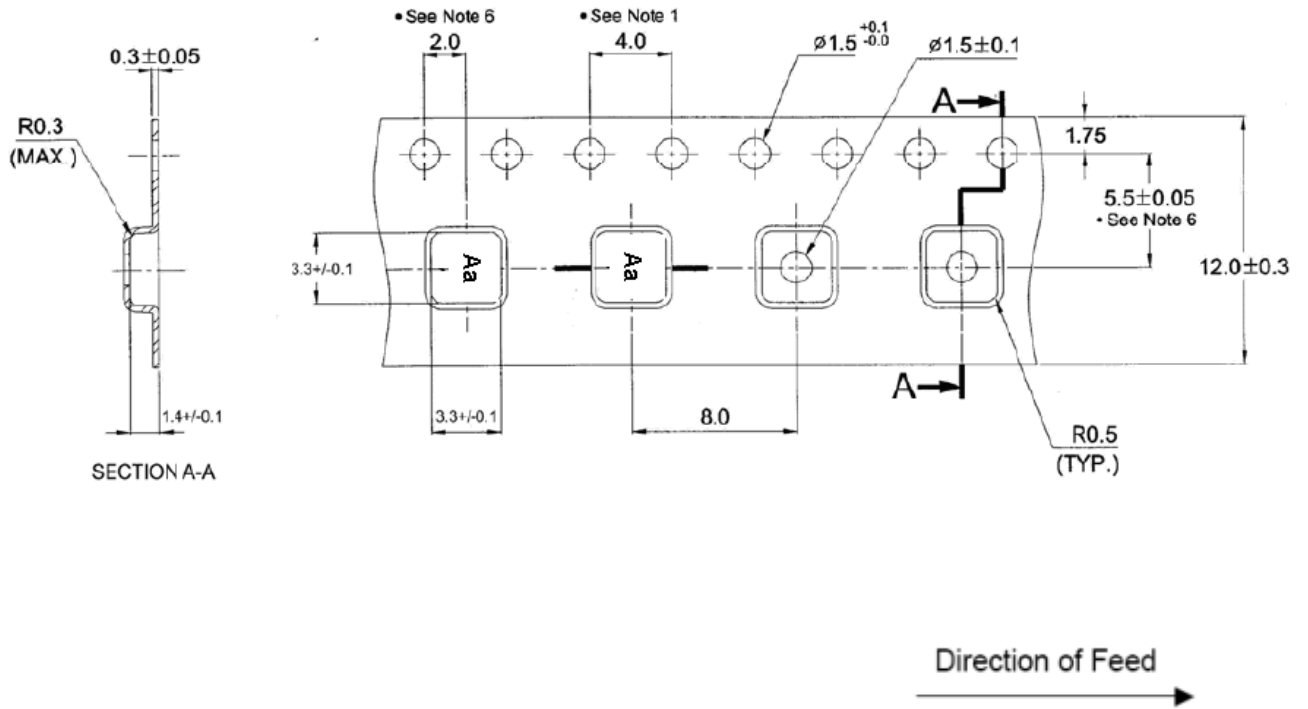 • See Note 6
• See Note 1
2.0
4.0
ø1.5 +0.1 -0.0
ø1.5±0.1
0.3±0.05
R0.3
(MAX.)
A
1.75
5.5±0.05
• See Note 6
12.0±0.3
3.3+/-0.1
Aa
Aa
A
1.4+/-0.1
3.3+/-0.1
8.0
R0.5
(TYP.)
SECTION A-A
Direction of Feed